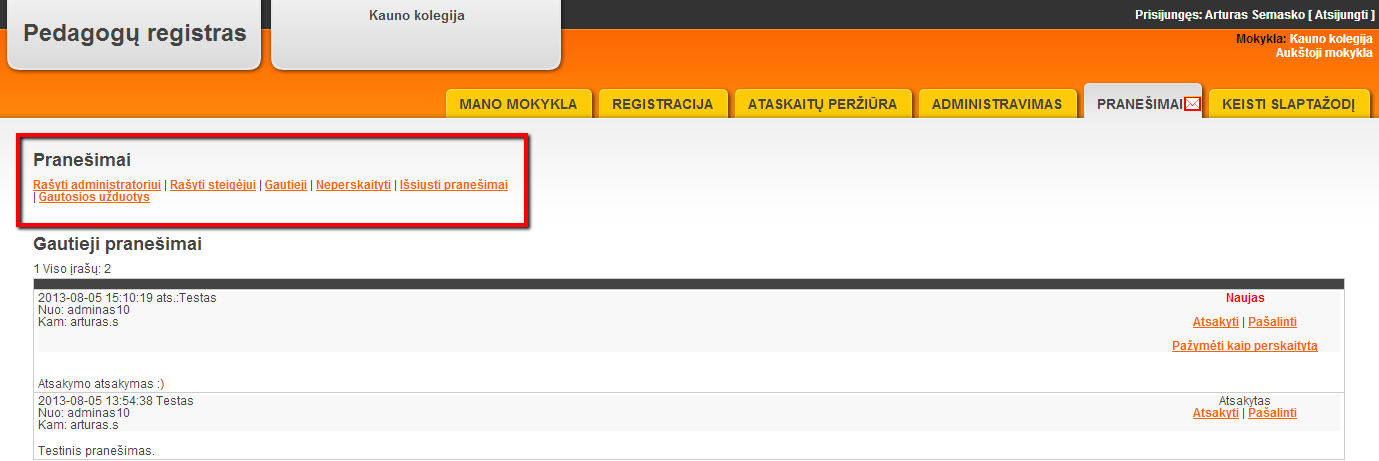 Pedagogų registras
Kauno kolegija
Prisijungęs: Arturas Semasko [ Atsijungti ]
Mokykla: Kauno kolegija
Aukštoji mokykla
MANO MOKYKLA
REGISTRACIJA
ATASKAITŲ PERŽIŪRA
ADMINISTRAVIMAS
PRANEŠIMAI
KEISTI SLAPTAŽODĮ
Pranešimai
Rašyti administratoriui | Rašyti steigėjui | Gautieji | Neperskaityti | Išsiusti pranešimai
| Gautosios užduotys
Gautieji pranešimai
1 Viso įrašų: 2
2013-08-05 15:10:19 ats.:Testas
Nuo: adminas10
Kam: arturas.s
Naujas
Atsakyti | Pašalinti
Pažymėti kaip perskaitytą
Atsakymo atsakymas :)
2013-08-05 13:54:38 Testas
Nuo: adminas10
Kam: arturas.s
Atsakytas
Atsakyti | Pašalinti
Testinis pranešimas.